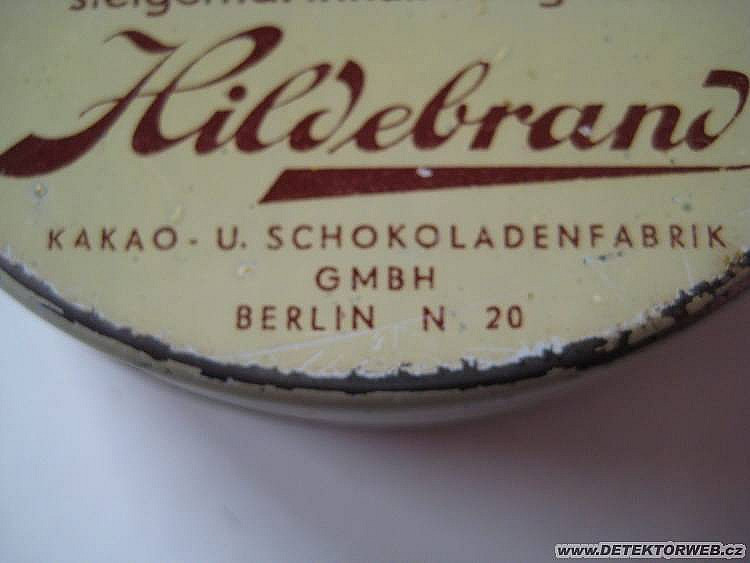 Hildebrand
KAKAO - U. SCHOKOLADENFABRIK
GMBH
BERLIN N 20
www.DETEKTORWEB.cz